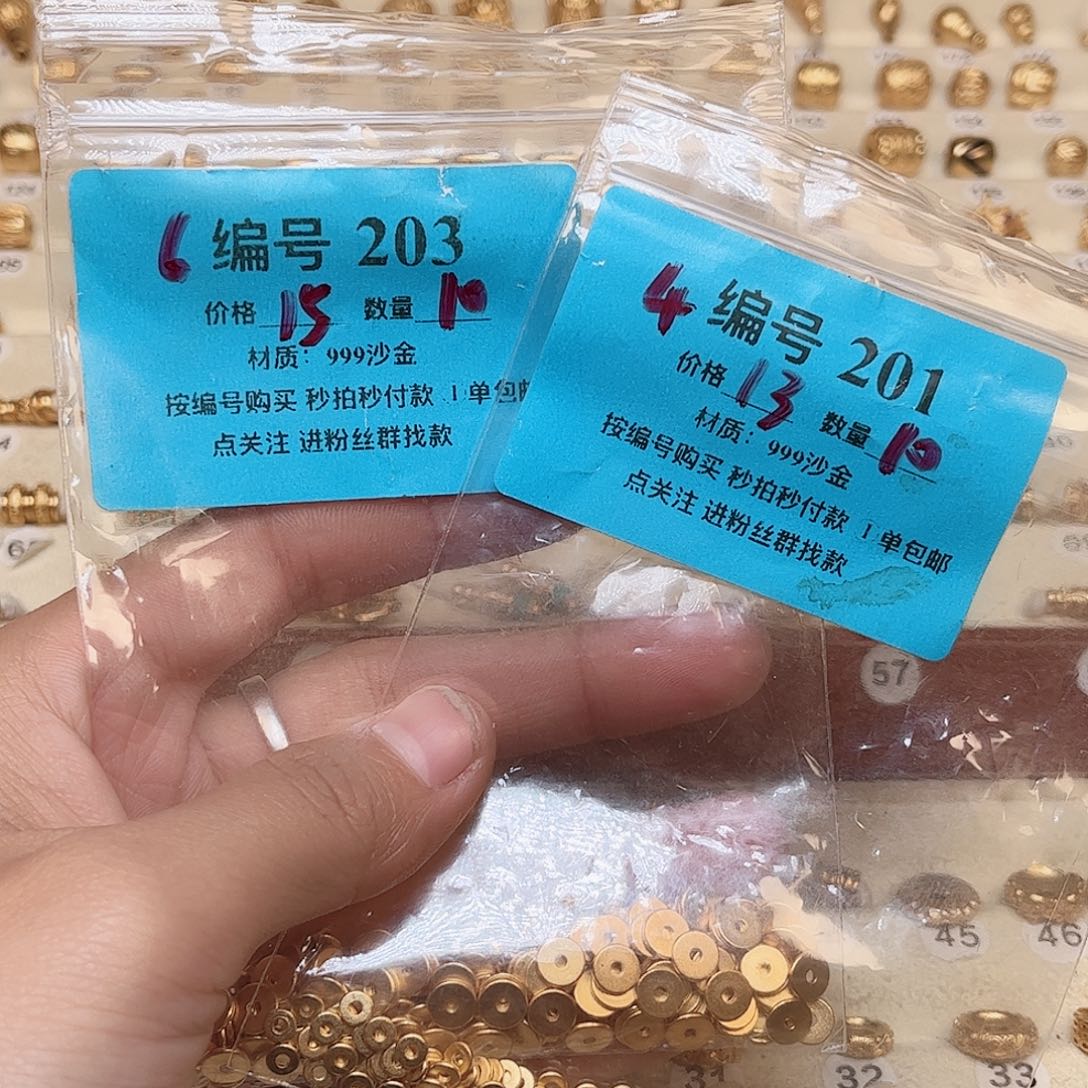 6 编号 203
价格 15 数量 10
材质：999沙金
按编号购买 秒拍秒付款 1单包邮
点关注 进粉丝群找款
4 编号 201
价格 13 数量 10
材质：999沙金
按编号购买 秒拍秒付款 1单包邮
点关注 进粉丝群找款
57
45 46
31 32 33